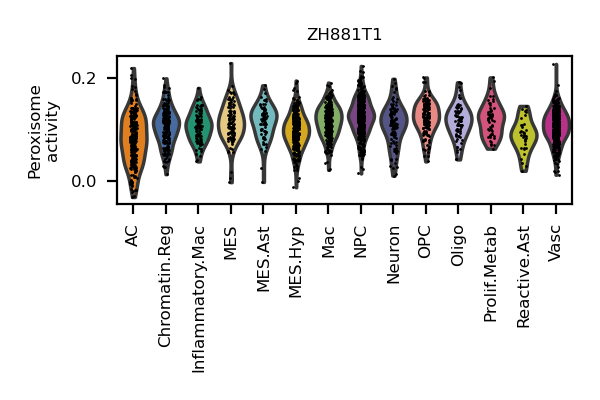 ZH881T1
Peroxisome
activity
0.2
0.0
AC
Chromatin.Reg
Inflammatory.Mac
MES
MES.Ast
MES.Hyp
Mac
NPC
Neuron
OPC
Oligo
Prolif.Metab
Reactive.Ast
Vasc